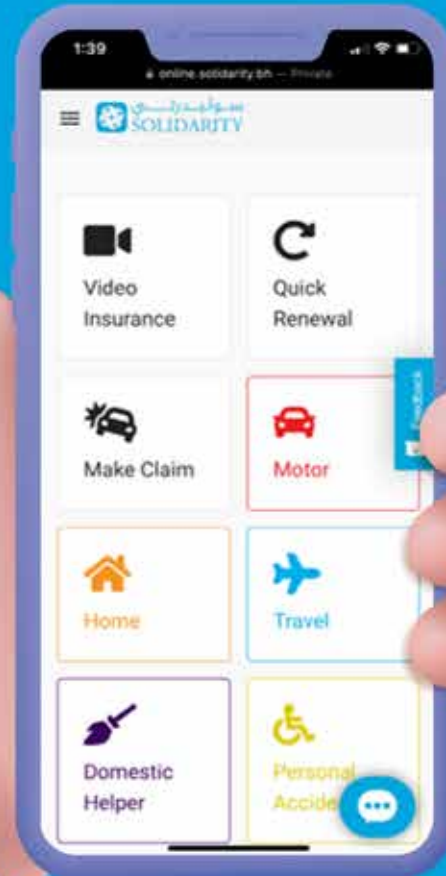 1:39
online.solidarity.bh — Private
سوليدرتي
SOLIDARITY
Video
Insurance
Quick
Renewal
Feedback
Make Claim
Motor
Home
Travel
Domestic
Helper
Personal